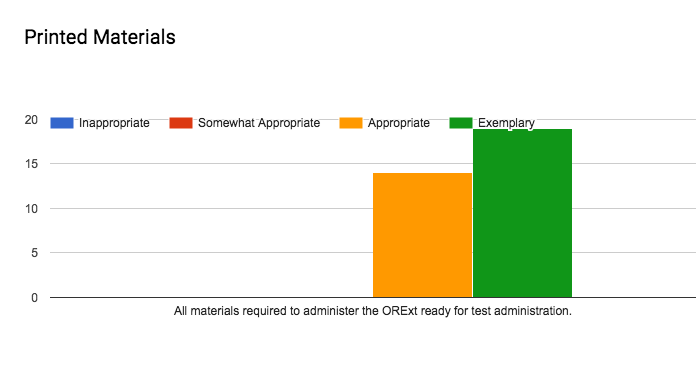 Printed Materials
20
Inappropriate
Somewhat Appropriate
Appropriate
Exemplary
15
10
5
0
All materials required to administer the ORExt ready for test administration.